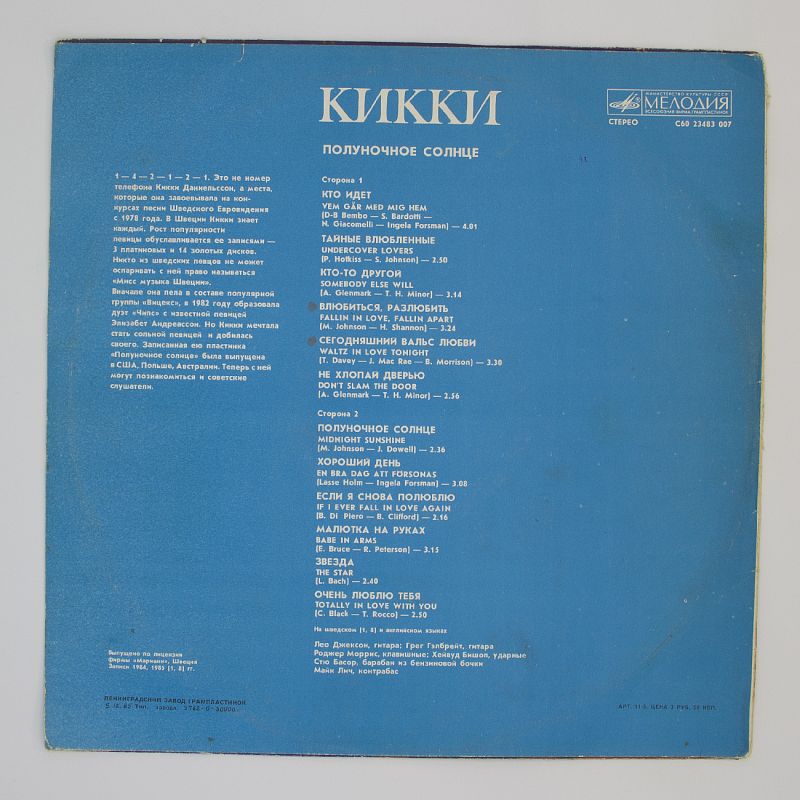 КИККИ
ПОЛУНОЧНОЕ СОЛНЦЕ
МИНИСТЕРСТВО КУЛЬТУРЫ СССР
МЕЛОДИЯ
ВСЕСОЮЗНАЯ ФИРМА ГРАМПЛАСТИНОК
СТЕРЕО
С60 23483 007
1—4—2—1—2—1. Это не номер
телефона Кикки Даниельссон, а места,
которые она завоевывала на кон-
курсах песни Шведского Евровидения
с 1978 года. В Швеции Кикки знает
каждый. Рост популярности
певицы обуславливается ее записями —
3 платиновых и 14 золотых дисков.
Никто из шведских певцов не может
оспаривать с ней право называться
«Мисс музыка Швеции».
Вначале она пела в составе популярной
группы «Вицекс», в 1982 году образовала
дуэт «Чипс» с известной певицей
Элизабет Андреассон. Но Кикки мечтала
стать сольной певицей и добилась
своего. Записанная ею пластинка
«Полуночное солнце» была выпущена
в США, Польше, Австралии. Теперь с ней
могут познакомиться и советские
слушатели.
Сторона 1
КТО ИДЕТ
VEM GÅR MED MIG HEM
(D-B Bembo — S. Bardotti —
N. Giacomelli — Ingela Forsman) — 4.01
ТАЙНЫЕ ВЛЮБЛЕННЫЕ
UNDERCOVER LOVERS
(P. Hotkiss — S. Johnson) — 2.50
КТО-ТО ДРУГОЙ
SOMEBODY ELSE WILL
(A. Glenmark — T. H. Minor) — 3.14
ВЛЮБИТЬСЯ, РАЗЛЮБИТЬ
FALLIN IN LOVE, FALLIN APART
(M. Johnson — H. Shannon) — 3.24
СЕГОДНЯШНИЙ ВАЛЬС ЛЮБВИ
WALTZ IN LOVE TONIGHT
(T. Davey — J. Mac Rae — B. Morrison) — 3.30
НЕ ХЛОПАЙ ДВЕРЬЮ
DON'T SLAM THE DOOR
(A. Glenmark — T. H. Minor) — 2.56
Сторона 2
ПОЛУНОЧНОЕ СОЛНЦЕ
MIDNIGHT SUNSHINE
(M. Johnson — J. Dowell) — 2.36
ХОРОШИЙ ДЕНЬ
EN BRA DAG ATT FÖRSONAS
(Lasse Holm — Ingela Forsman) — 3.08
ЕСЛИ Я СНОВА ПОЛЮБЛЮ
IF I EVER FALL IN LOVE AGAIN
(B. Di Piero — B. Clifford) — 2.16
МАЛЮТКА НА РУКАХ
BABE IN ARMS
(E. Bruce — R. Peterson) — 3.15
ЗВЕЗДА
THE STAR
(L. Bach) — 2.40
ОЧЕНЬ ЛЮБЛЮ ТЕБЯ
TOTALLY IN LOVE WITH YOU
(C. Black — T. Rocco) — 2.50
На шведском (1, 8) и английском языках
Лео Джексон, гитара; Грег Гэлбрейт, гитара
Роджер Моррис, клавишные; Хейвуд Бишоп, ударные
Стю Басор, барабан из бензиновой бочки
Майк Лич, контрабас
Выпущено по лицензии
Фирмы «Марианн», Швеция
Записи 1984, 1985 (1, 8) гг.
ЛЕНИНГРАДСКИЙ ЗАВОД ГРАМПЛАСТИНОК
АРТ. 11-5. ЦЕНА 3 РУБ. 50 КОП.